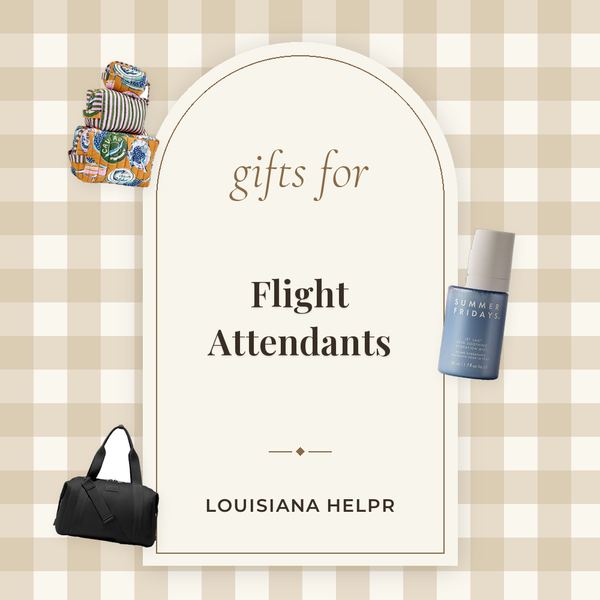 gifts for
Flight
Attendants
SUMMER
FRIDAYS
LOUISIANA HELPR